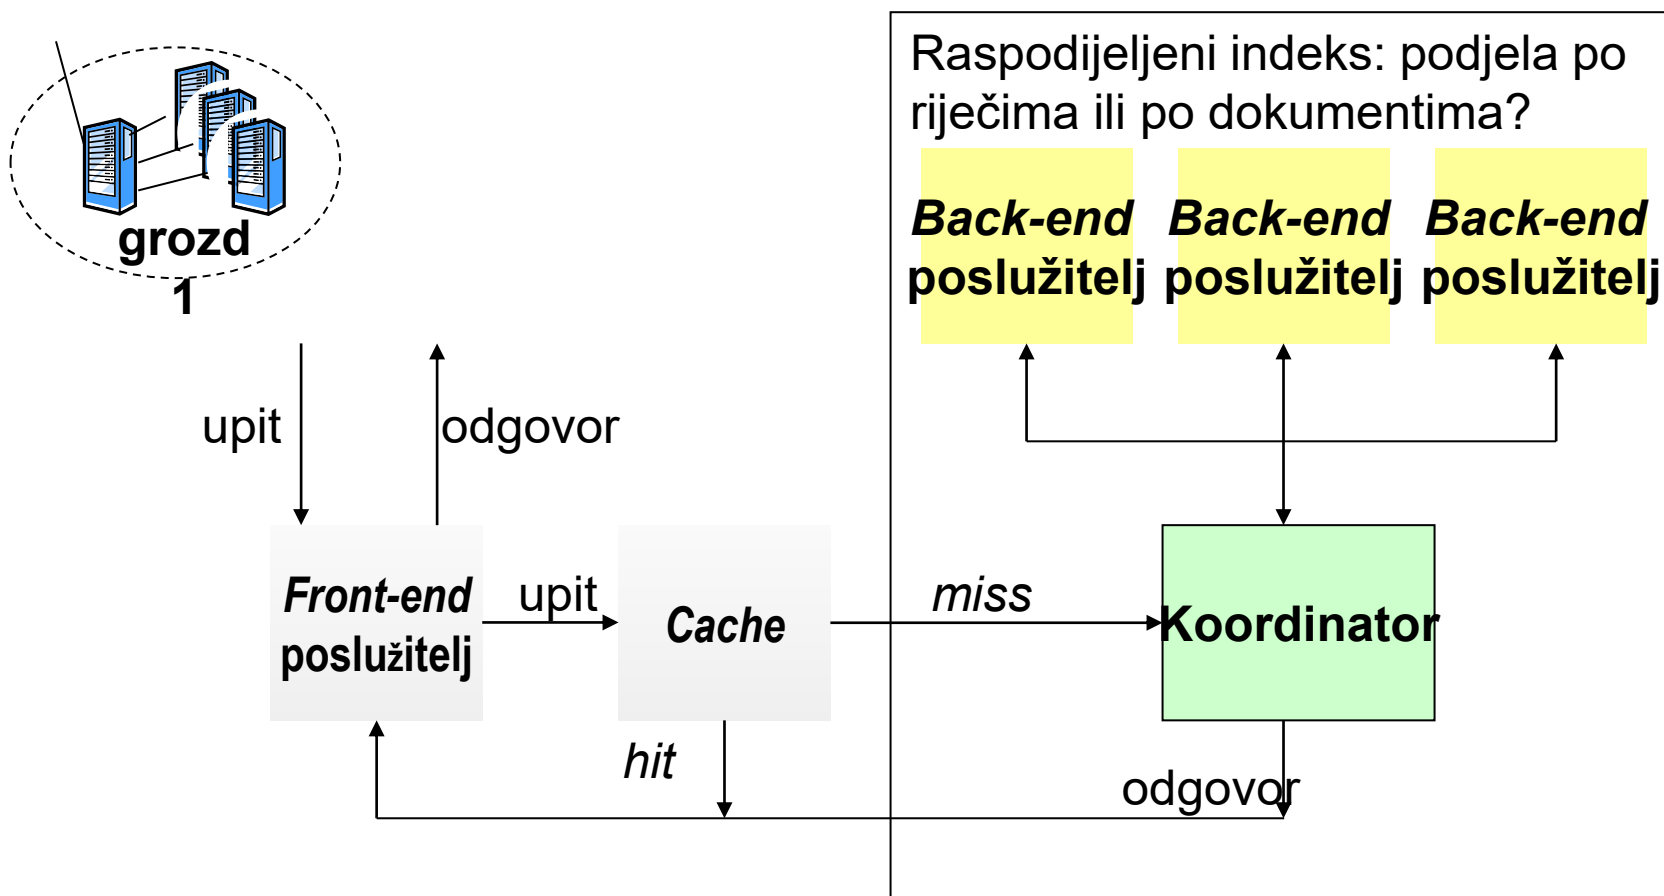 Raspodijeljeni indeks: podjela po
riječima ili po dokumentima?
grozd
1
Back-end
poslužitelj
Back-end
poslužitelj
Back-end
poslužitelj
upit
odgovor
Front-end
poslužitelj
upit
Cache
miss
Koordinator
hit
odgovor